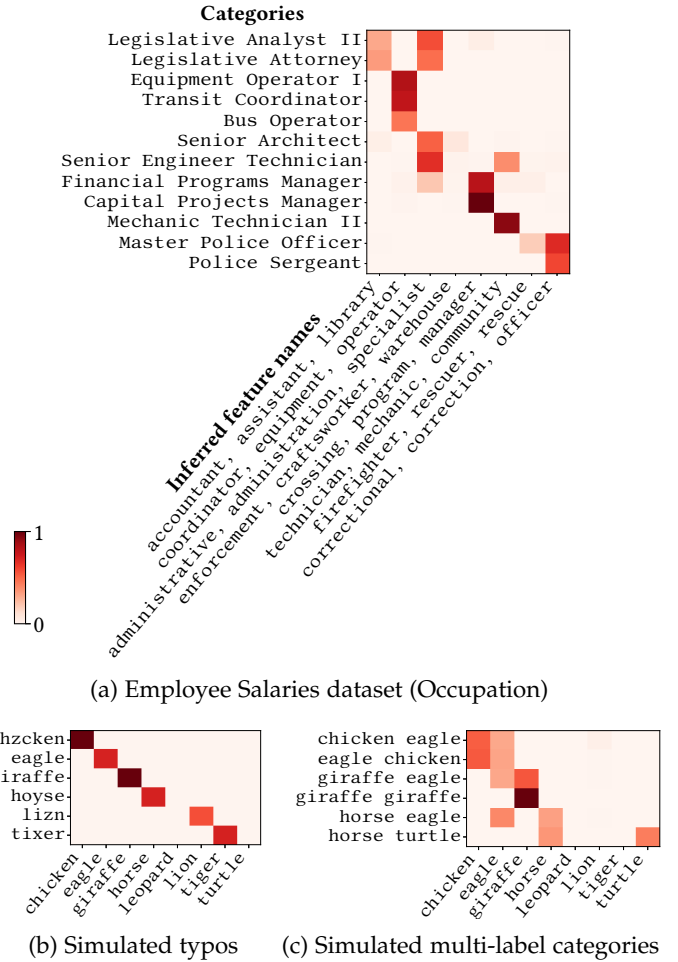 Categories
Legislative Analyst II
Legislative Attorney
Equipment Operator I
Transit Coordinator
Bus Operator
Senior Architect
Senior Engineer Technician
Financial Programs Manager
Capital Projects Manager
Mechanic Technician II
Master Police Officer
Police Sergeant
Inferred feature names
accountant, assistant, library
coordinator, equipment, operator
administrative, administration, specialist
enforcement, craftsworker, warehouse
crossing, program, manager
technician, mechanic, community
firefighter, rescuer, rescue
correctional, correction, officer
1
0
(a) Employee Salaries dataset (Occupation)
hzcken
eagle
iraffe
hoyse
lizn
tixer
chicken
eagle
giraffe
horse
leopard
lion
tiger
turtle
(b) Simulated typos
chicken eagle
eagle chicken
giraffe eagle
giraffe giraffe
horse eagle
horse turtle
chicken
eagle
giraffe
horse
leopard
lion
tiger
turtle
(c) Simulated multi-label categories